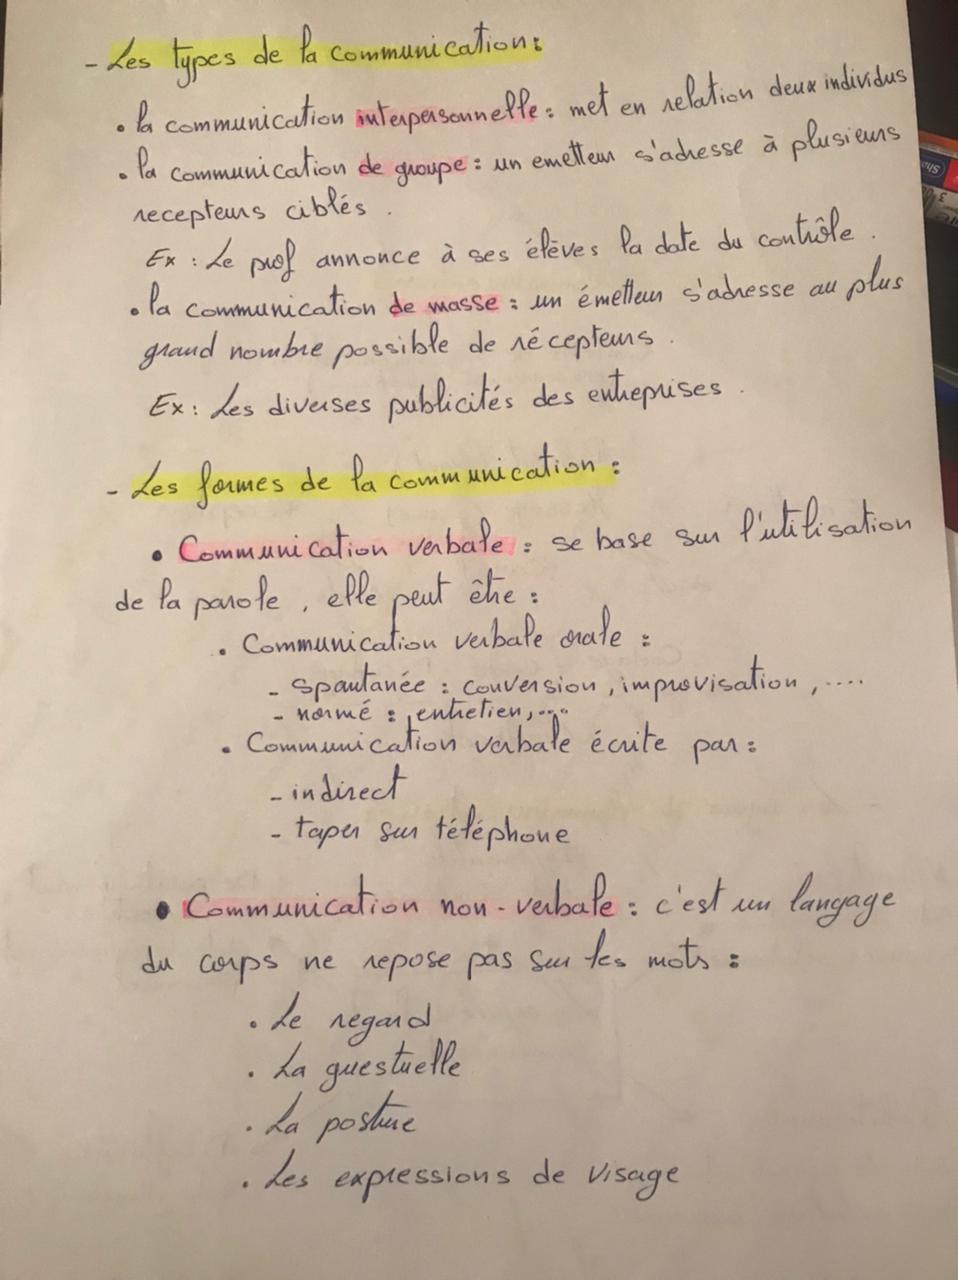 - Les types de la communication:
• la communication interpersonnelle : met en relation deux individus
• la communication de groupe : un emetteur s'adresse à plusieurs
recepteurs ciblés .
Ex : Le prof annonce à ses élèves la date du contrôle .
• la communication de masse : un émetteur s'adresse au plus
grand nombre possible de récepteurs .
Ex : Les diverses publicités des entreprises .
- Les formes de la communication :
• Communication verbale : se base sur l'utilisation
de la parole , elle peut être :
. Communication verbale orale :
- spontanée : conversion , improvisation , ....
- normé : entretien,...
• Communication verbale écrite par :
- indirect
- taper sur téléphone
• Communication non-verbale : c'est un langage
du corps ne repose pas sur les mots :
. Le regard
. La guestuelle
. La posture
. Les expressions de visage